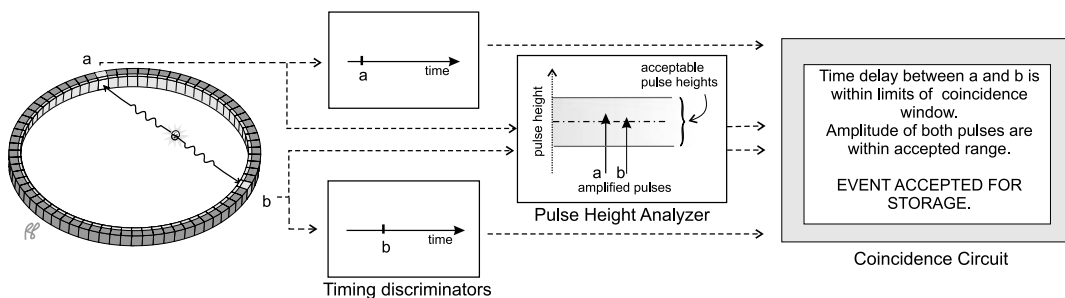 a
b
a
time
b
time
Timing discriminators
pulse height
acceptable
pulse heights
a
b
amplified pulses
Pulse Height Analyzer
Time delay between a and b is
within limits of coincidence
window.
Amplitude of both pulses are
within accepted range.
EVENT ACCEPTED FOR
STORAGE.
Coincidence Circuit